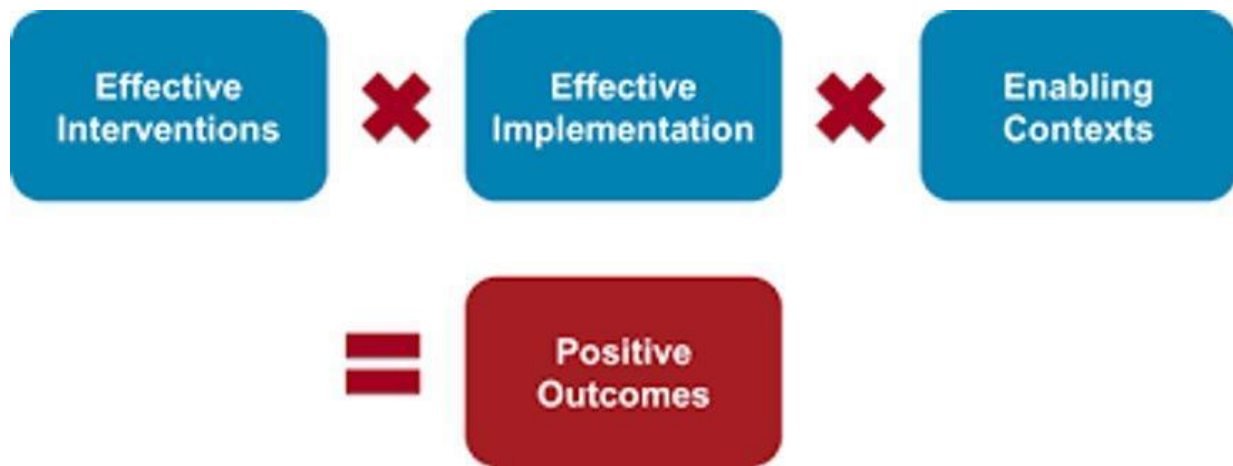 Effective
Interventions
Effective
Implementation
Enabling
Contexts
Positive
Outcomes